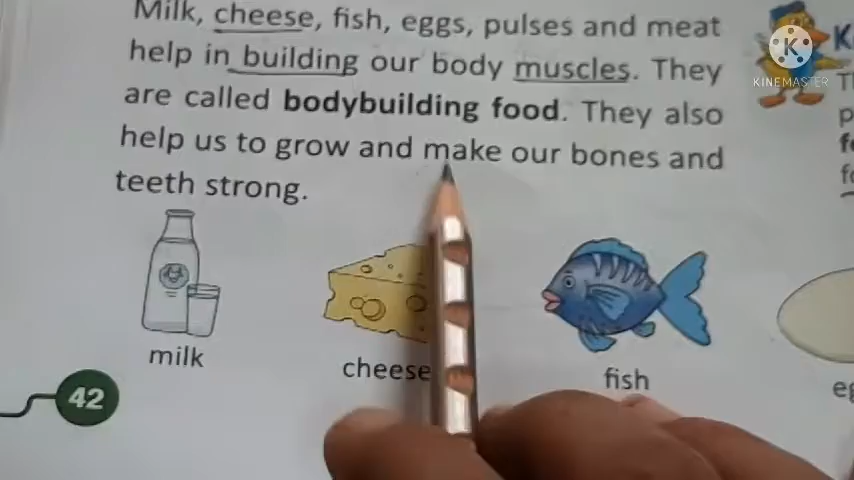 Milk, cheese, fish, eggs, pulses and meat
help in building our body muscles. They
are called bodybuilding food. They also
help us to grow and make our bones and
teeth strong.
milk
cheese
fish
42
K
KINEMASTER